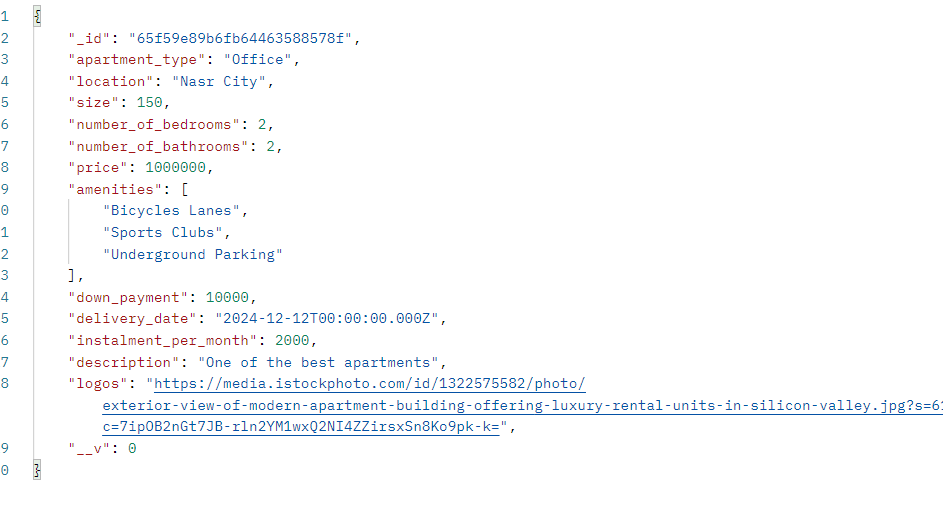 1 {
2 "_id": "65f59e89b6fb64463588578f",
3 "apartment_type": "Office",
4 "location": "Nasr City",
5 "size": 150,
6 "number_of_bedrooms": 2,
7 "number_of_bathrooms": 2,
8 "price": 1000000,
9 "amenities": [
0 "Bicycles Lanes",
1 "Sports Clubs",
2 "Underground Parking"
3 ],
4 "down_payment": 10000,
5 "delivery_date": "2024-12-12T00:00:00.000Z",
6 "instalment_per_month": 2000,
7 "description": "One of the best apartments",
8 "logos": "https://media.istockphoto.com/id/1322575582/photo/
exterior-view-of-modern-apartment-building-offering-luxury-rental-units-in-silicon-valley.jpg?s=61
c=7ipOB2nGt7JB-rln2YM1wxQ2NI4ZZirsxSn8Ko9pk-k=",
9 "__v": 0
0 }